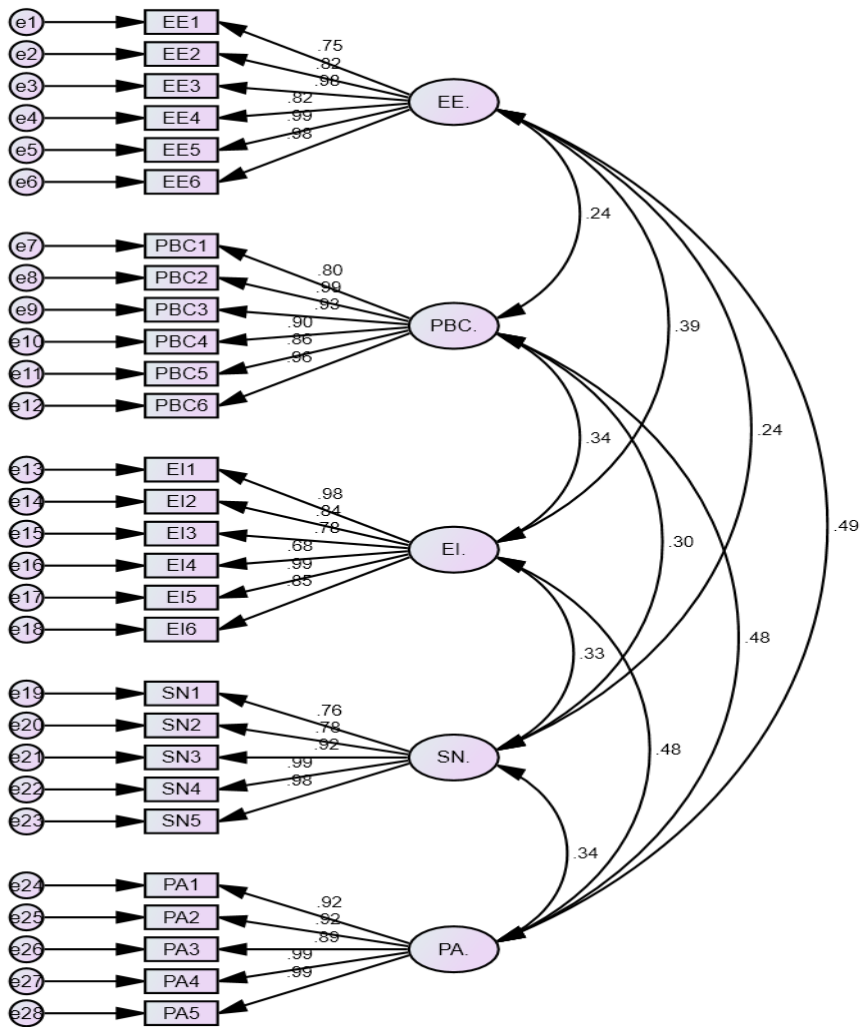 e1 EE1
.75
e2 EE2
.82
e3 EE3
.98
EE.
e4 EE4
.82
e5 EE5
.99
e6 EE6
.98
.24
e7 PBC1
.80
e8 PBC2
.99
e9 PBC3
.93
PBC.
.39
e10 PBC4
.90
e11 PBC5
.86
e12 PBC6
.96
.24
.34
e13 EI1
.98
e14 EI2
.84
.49
e15 EI3
.78
EI.
.30
e16 EI4
.68
e17 EI5
.99
e18 EI6
.85
.48
.33
e19 SN1
.76
e20 SN2
.78
e21 SN3
.92
SN.
.48
e22 SN4
.99
e23 SN5
.98
.34
e24 PA1
.92
e25 PA2
.92
e26 PA3
.89
PA.
e27 PA4
.99
e28 PA5
.99